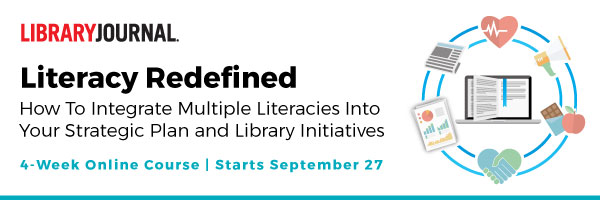 LIBRARYJOURNAL.
Literacy Redefined
How To Integrate Multiple Literacies Into
Your Strategic Plan and Library Initiatives
4-Week Online Course | Starts September 27